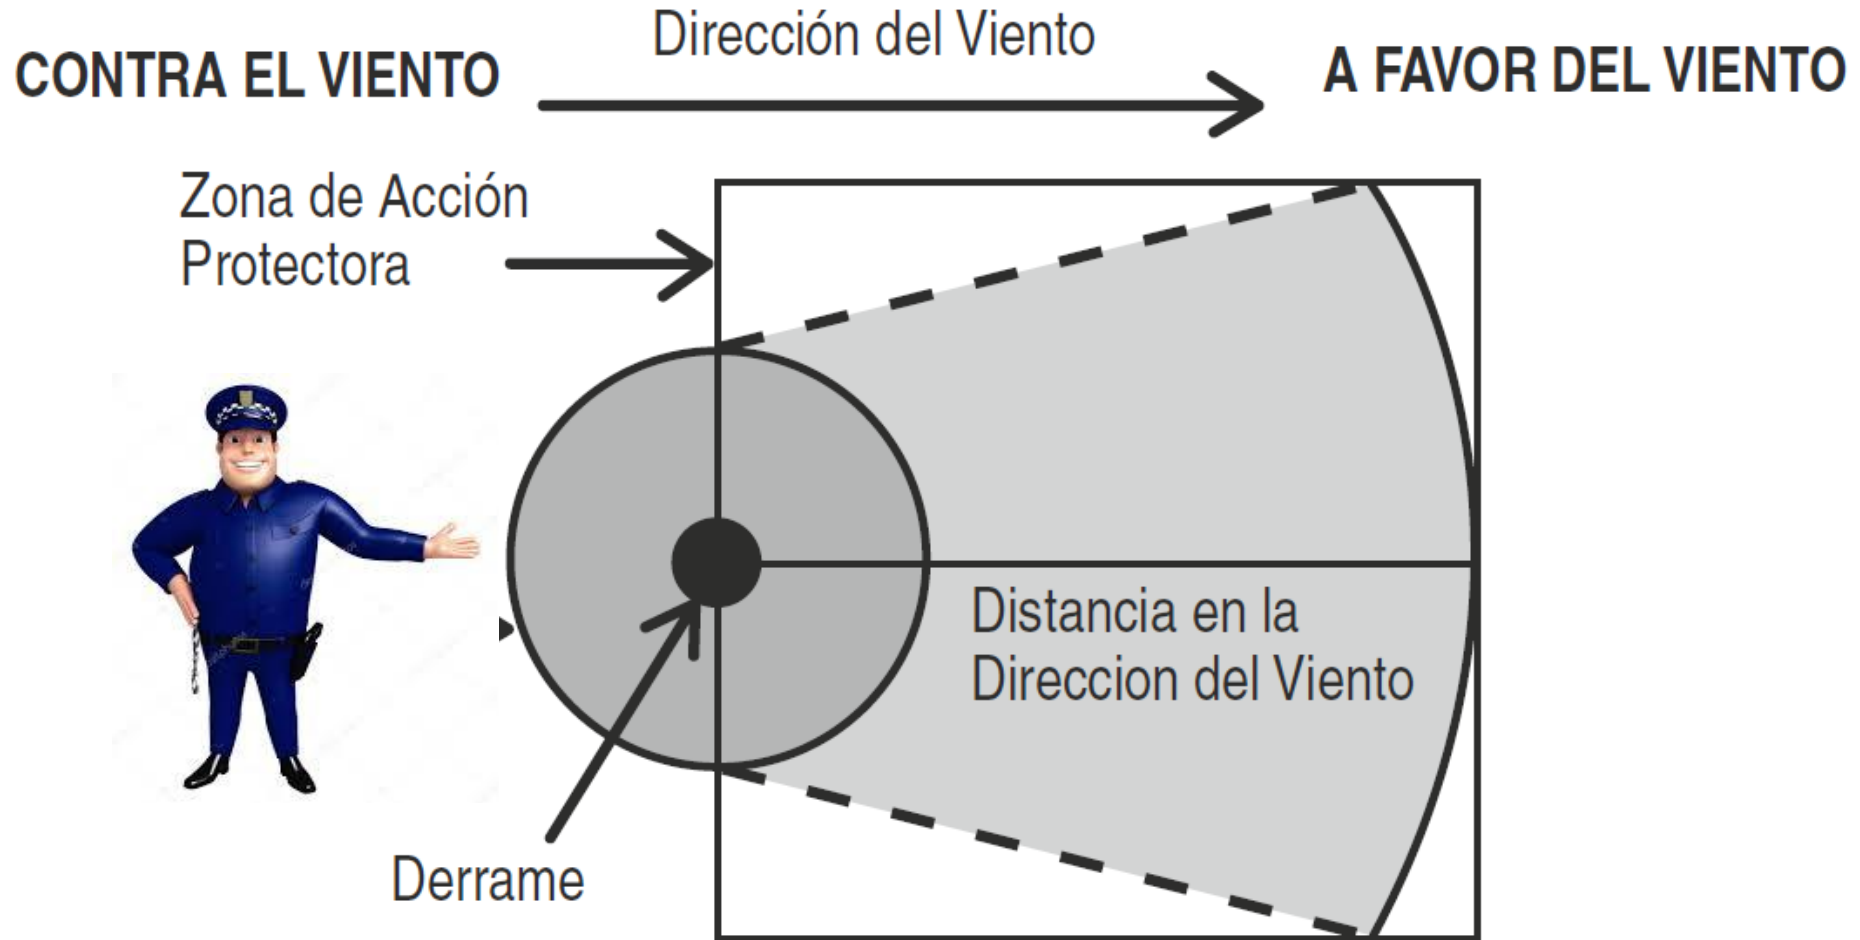 Dirección del Viento
CONTRA EL VIENTO
A FAVOR DEL VIENTO
Zona de Acción
Protectora
Distancia en la
Direccion del Viento
Derrame